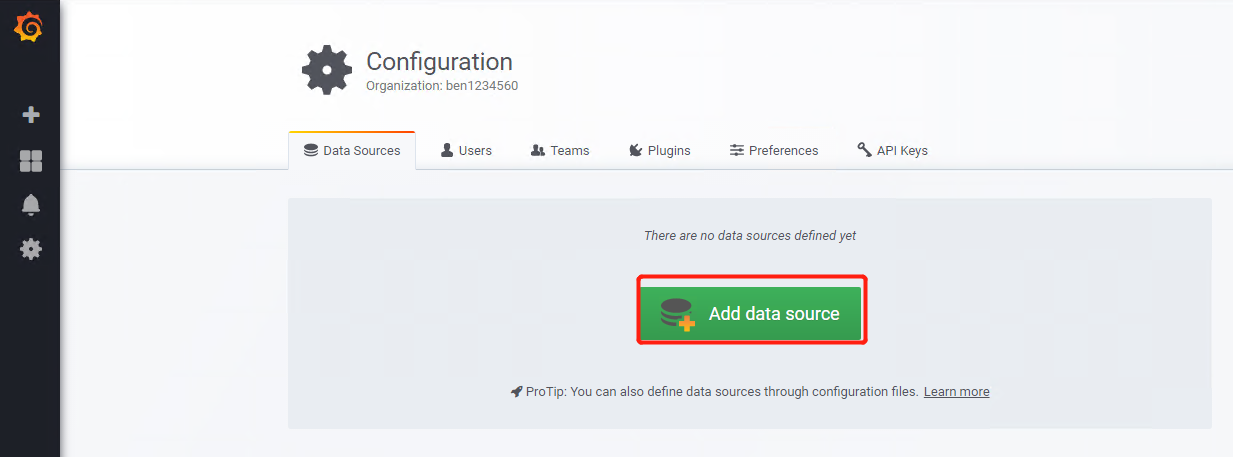 Configuration
Organization: ben1234560
Data Sources Users Teams Plugins Preferences API Keys
There are no data sources defined yet
Add data source
ProTip: You can also define data sources through configuration files. Learn more